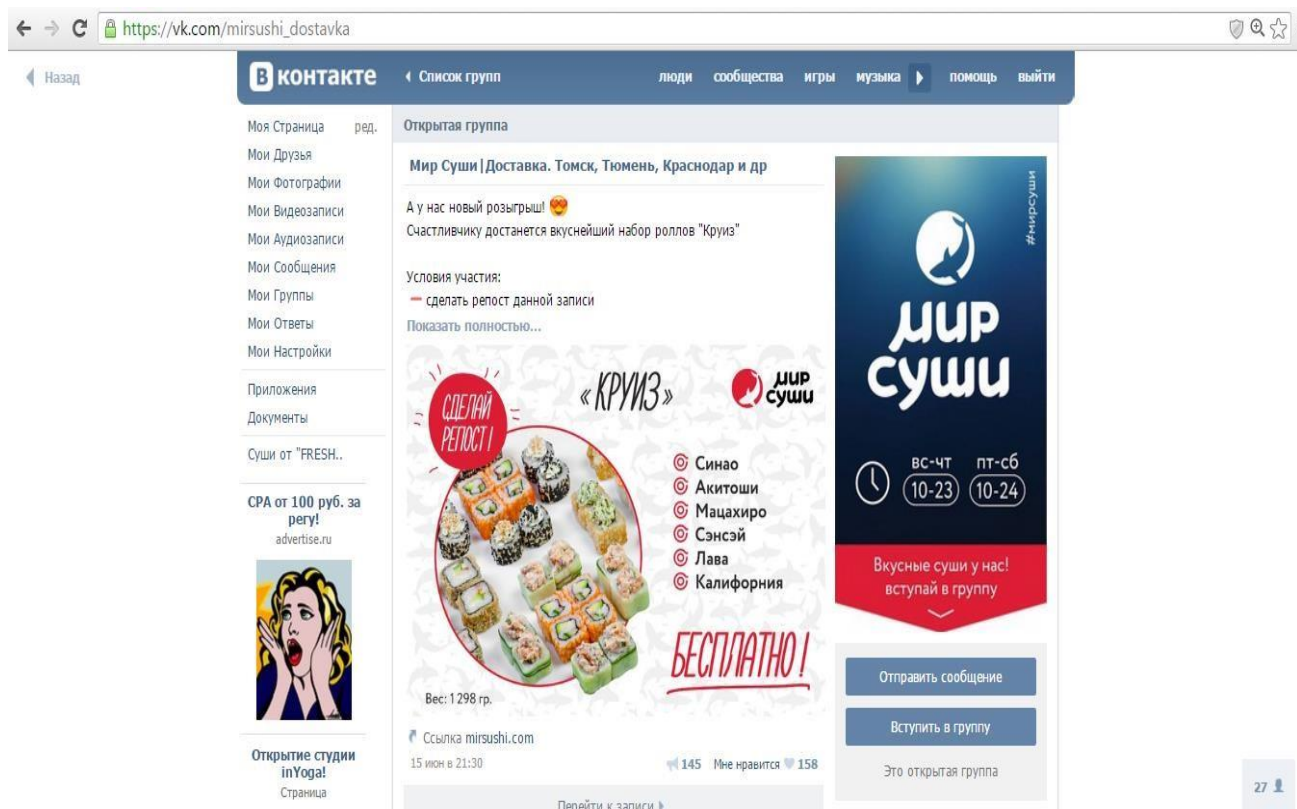 https://vk.com/mirsushi_dostavka
Назад
В контакте
Список групп
люди сообщества игры музыка помощь выйти
Моя Страница ред.
Мои Друзья
Мои Фотографии
Мои Видеозаписи
Мои Аудиозаписи
Мои Сообщения
Мои Группы
Мои Ответы
Мои Настройки
Приложения
Документы
Суши от "FRESH..
CPA от 100 руб. за
регу!
advertise.ru
Открытие студии
inYoga!
Страница
Открытая группа
Мир Суши|Доставка. Томск, Тюмень, Краснодар и др
А у нас новый розыгрыш!
Счастливчику достанется вкуснейший набор роллов "Круиз"
Условия участия:
— сделать репост данной записи
Показать полностью...
СДЕЛАЙ
РЕПОСТ!
«КРУИЗ»
мир
суши
Синао
Акитоши
Мацахиро
Сэнсэй
Лава
Калифорния
БЕСПЛАТНО!
Вес: 1298 гр.
Ссылка mirsushi.com
15 июн в 21:30
145 Мне нравится 158
Перейти к записи
#мирсуши
мир
суши
вс-чт пт-сб
10-23 10-24
Вкусные суши у нас!
вступай в группу
Отправить сообщение
Вступить в группу
Это открытая группа
27